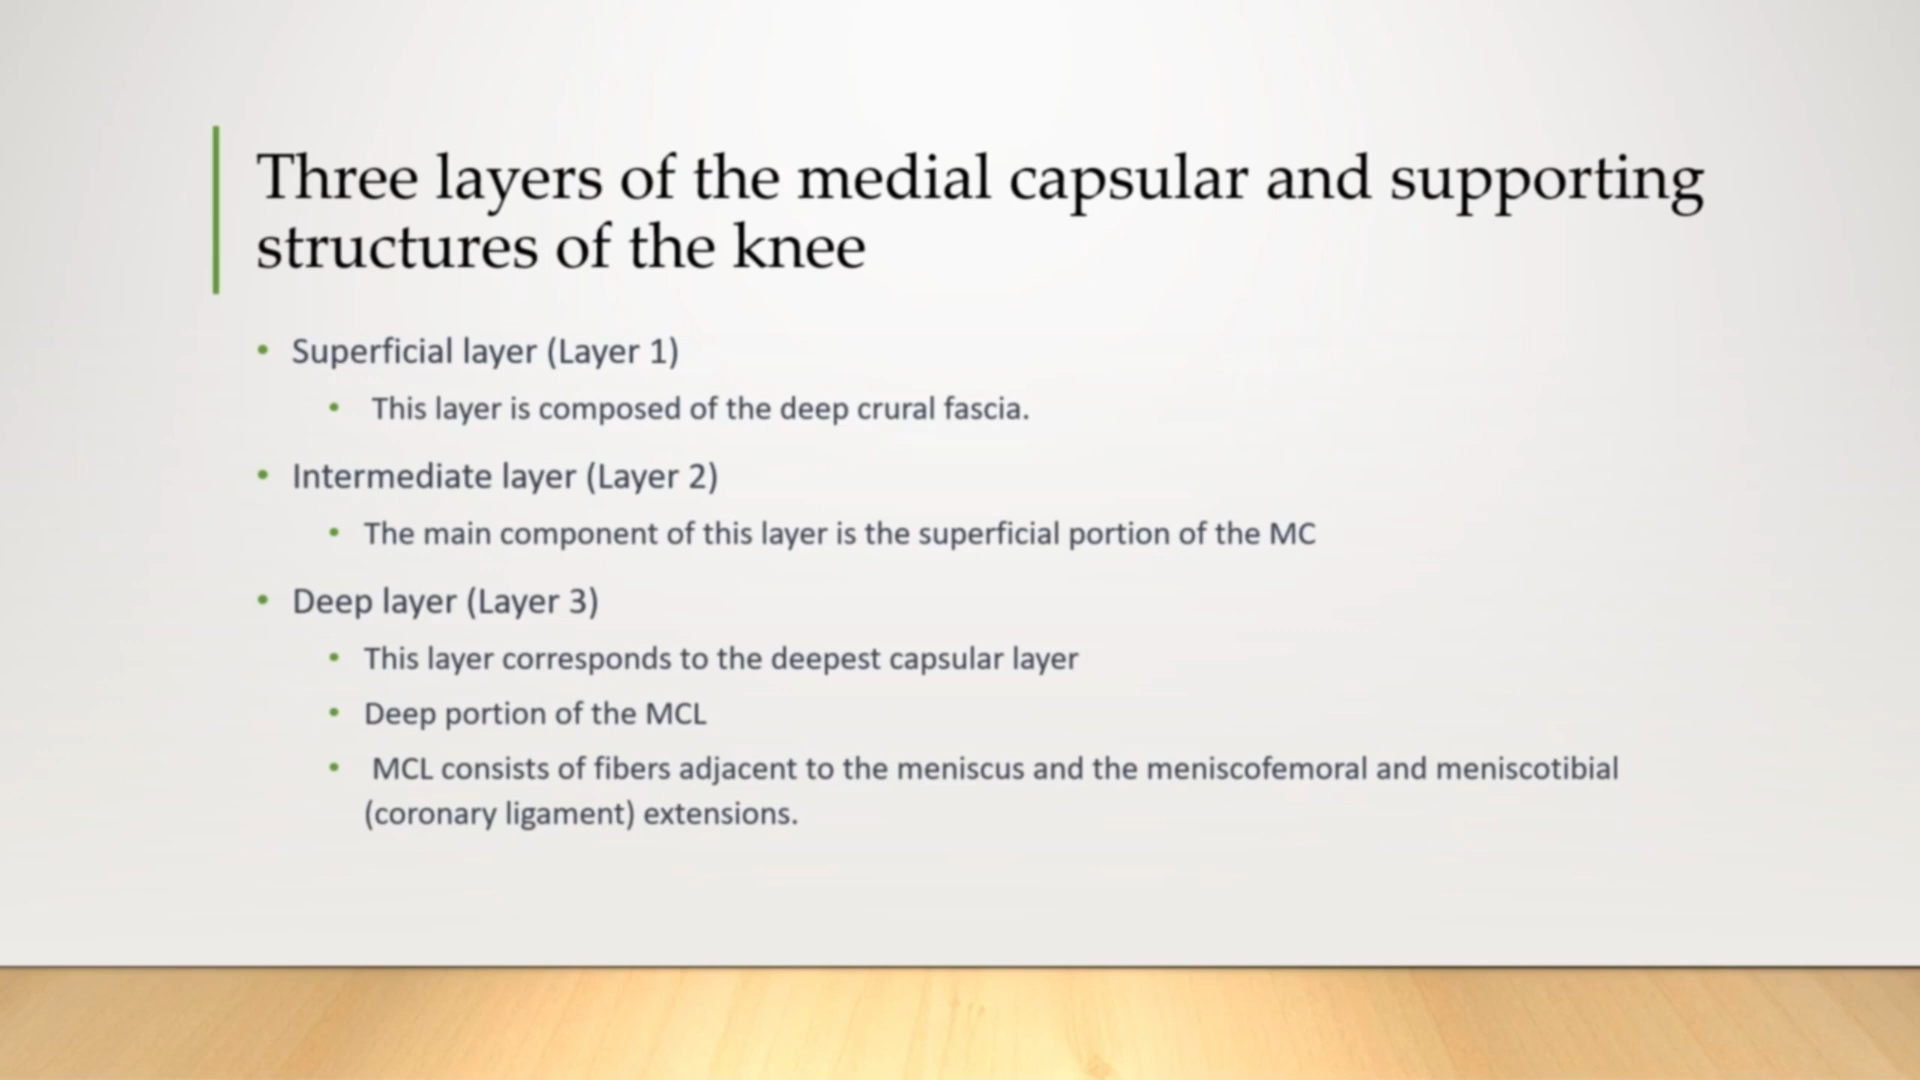 Three layers of the medial capsular and supporting
structures of the knee
• Superficial layer (Layer 1)
• This layer is composed of the deep crural fascia.
• Intermediate layer (Layer 2)
• The main component of this layer is the superficial portion of the MC
• Deep layer (Layer 3)
• This layer corresponds to the deepest capsular layer
• Deep portion of the MCL
• MCL consists of fibers adjacent to the meniscus and the meniscofemoral and meniscotibial
(coronary ligament) extensions.